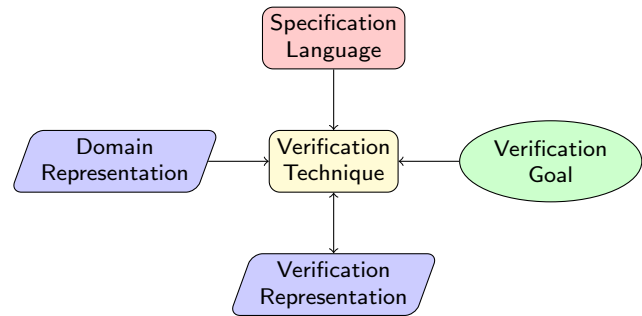 Specification
Language
Domain
Representation
Verification
Technique
Verification
Goal
Verification
Representation